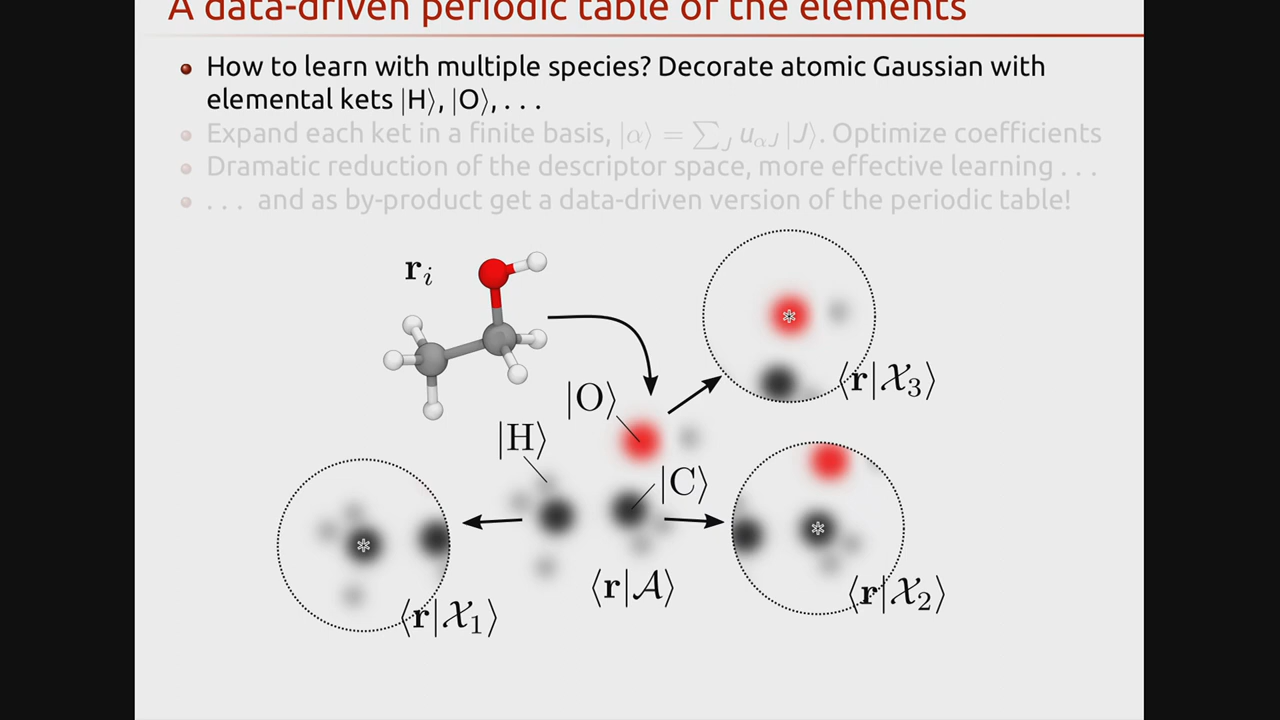 A data-driven periodic table of the elements
How to learn with multiple species? Decorate atomic Gaussian with
elemental kets |H⟩, |O⟩, . . .
Expand each ket in a finite basis, |α⟩ = ∑_J u_{αJ} |J⟩. Optimize coefficients
Dramatic reduction of the descriptor space, more effective learning . . .
. . . and as by-product get a data-driven version of the periodic table!
r_i
⟨r|𝒳_3⟩
|O⟩
|H⟩
|C⟩
⟨r|𝒜⟩
⟨r|𝒳_2⟩
⟨r|𝒳_1⟩